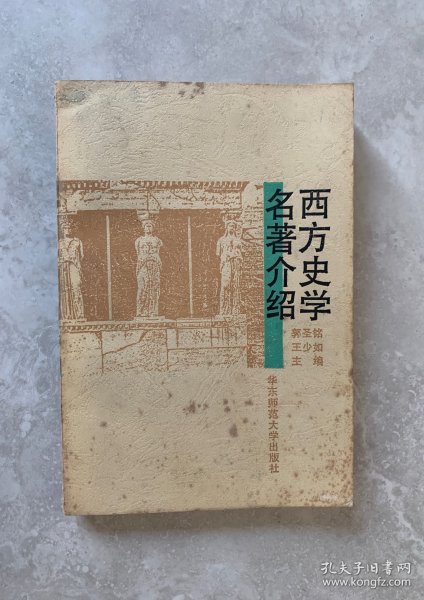 西方史学
名著介绍
郭圣铭
王少如
主编
华东师范大学出版社
孔夫子旧书网
www.kongfz.com